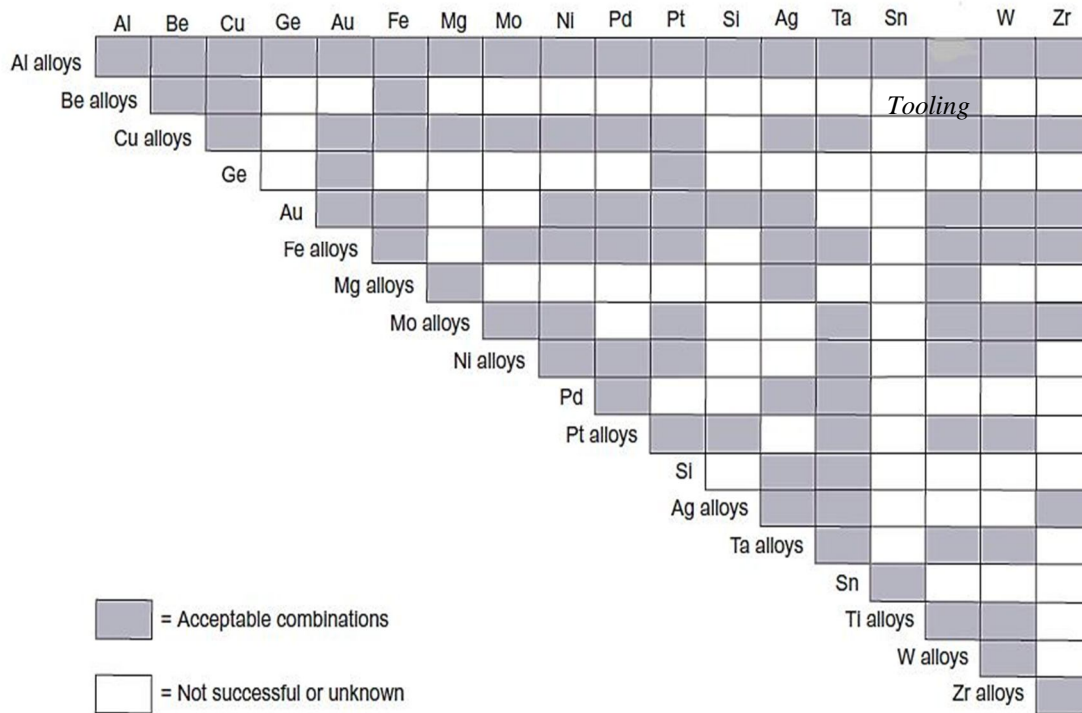 Al Be Cu Ge Au Fe Mg Mo Ni Pd Pt Si Ag Ta Sn W Zr
Al alloys
Be alloys
Tooling
Cu alloys
Ge
Au
Fe alloys
Mg alloys
Mo alloys
Ni alloys
Pd
Pt alloys
Si
Ag alloys
Ta alloys
Sn
Ti alloys
W alloys
Zr alloys
= Acceptable combinations
= Not successful or unknown